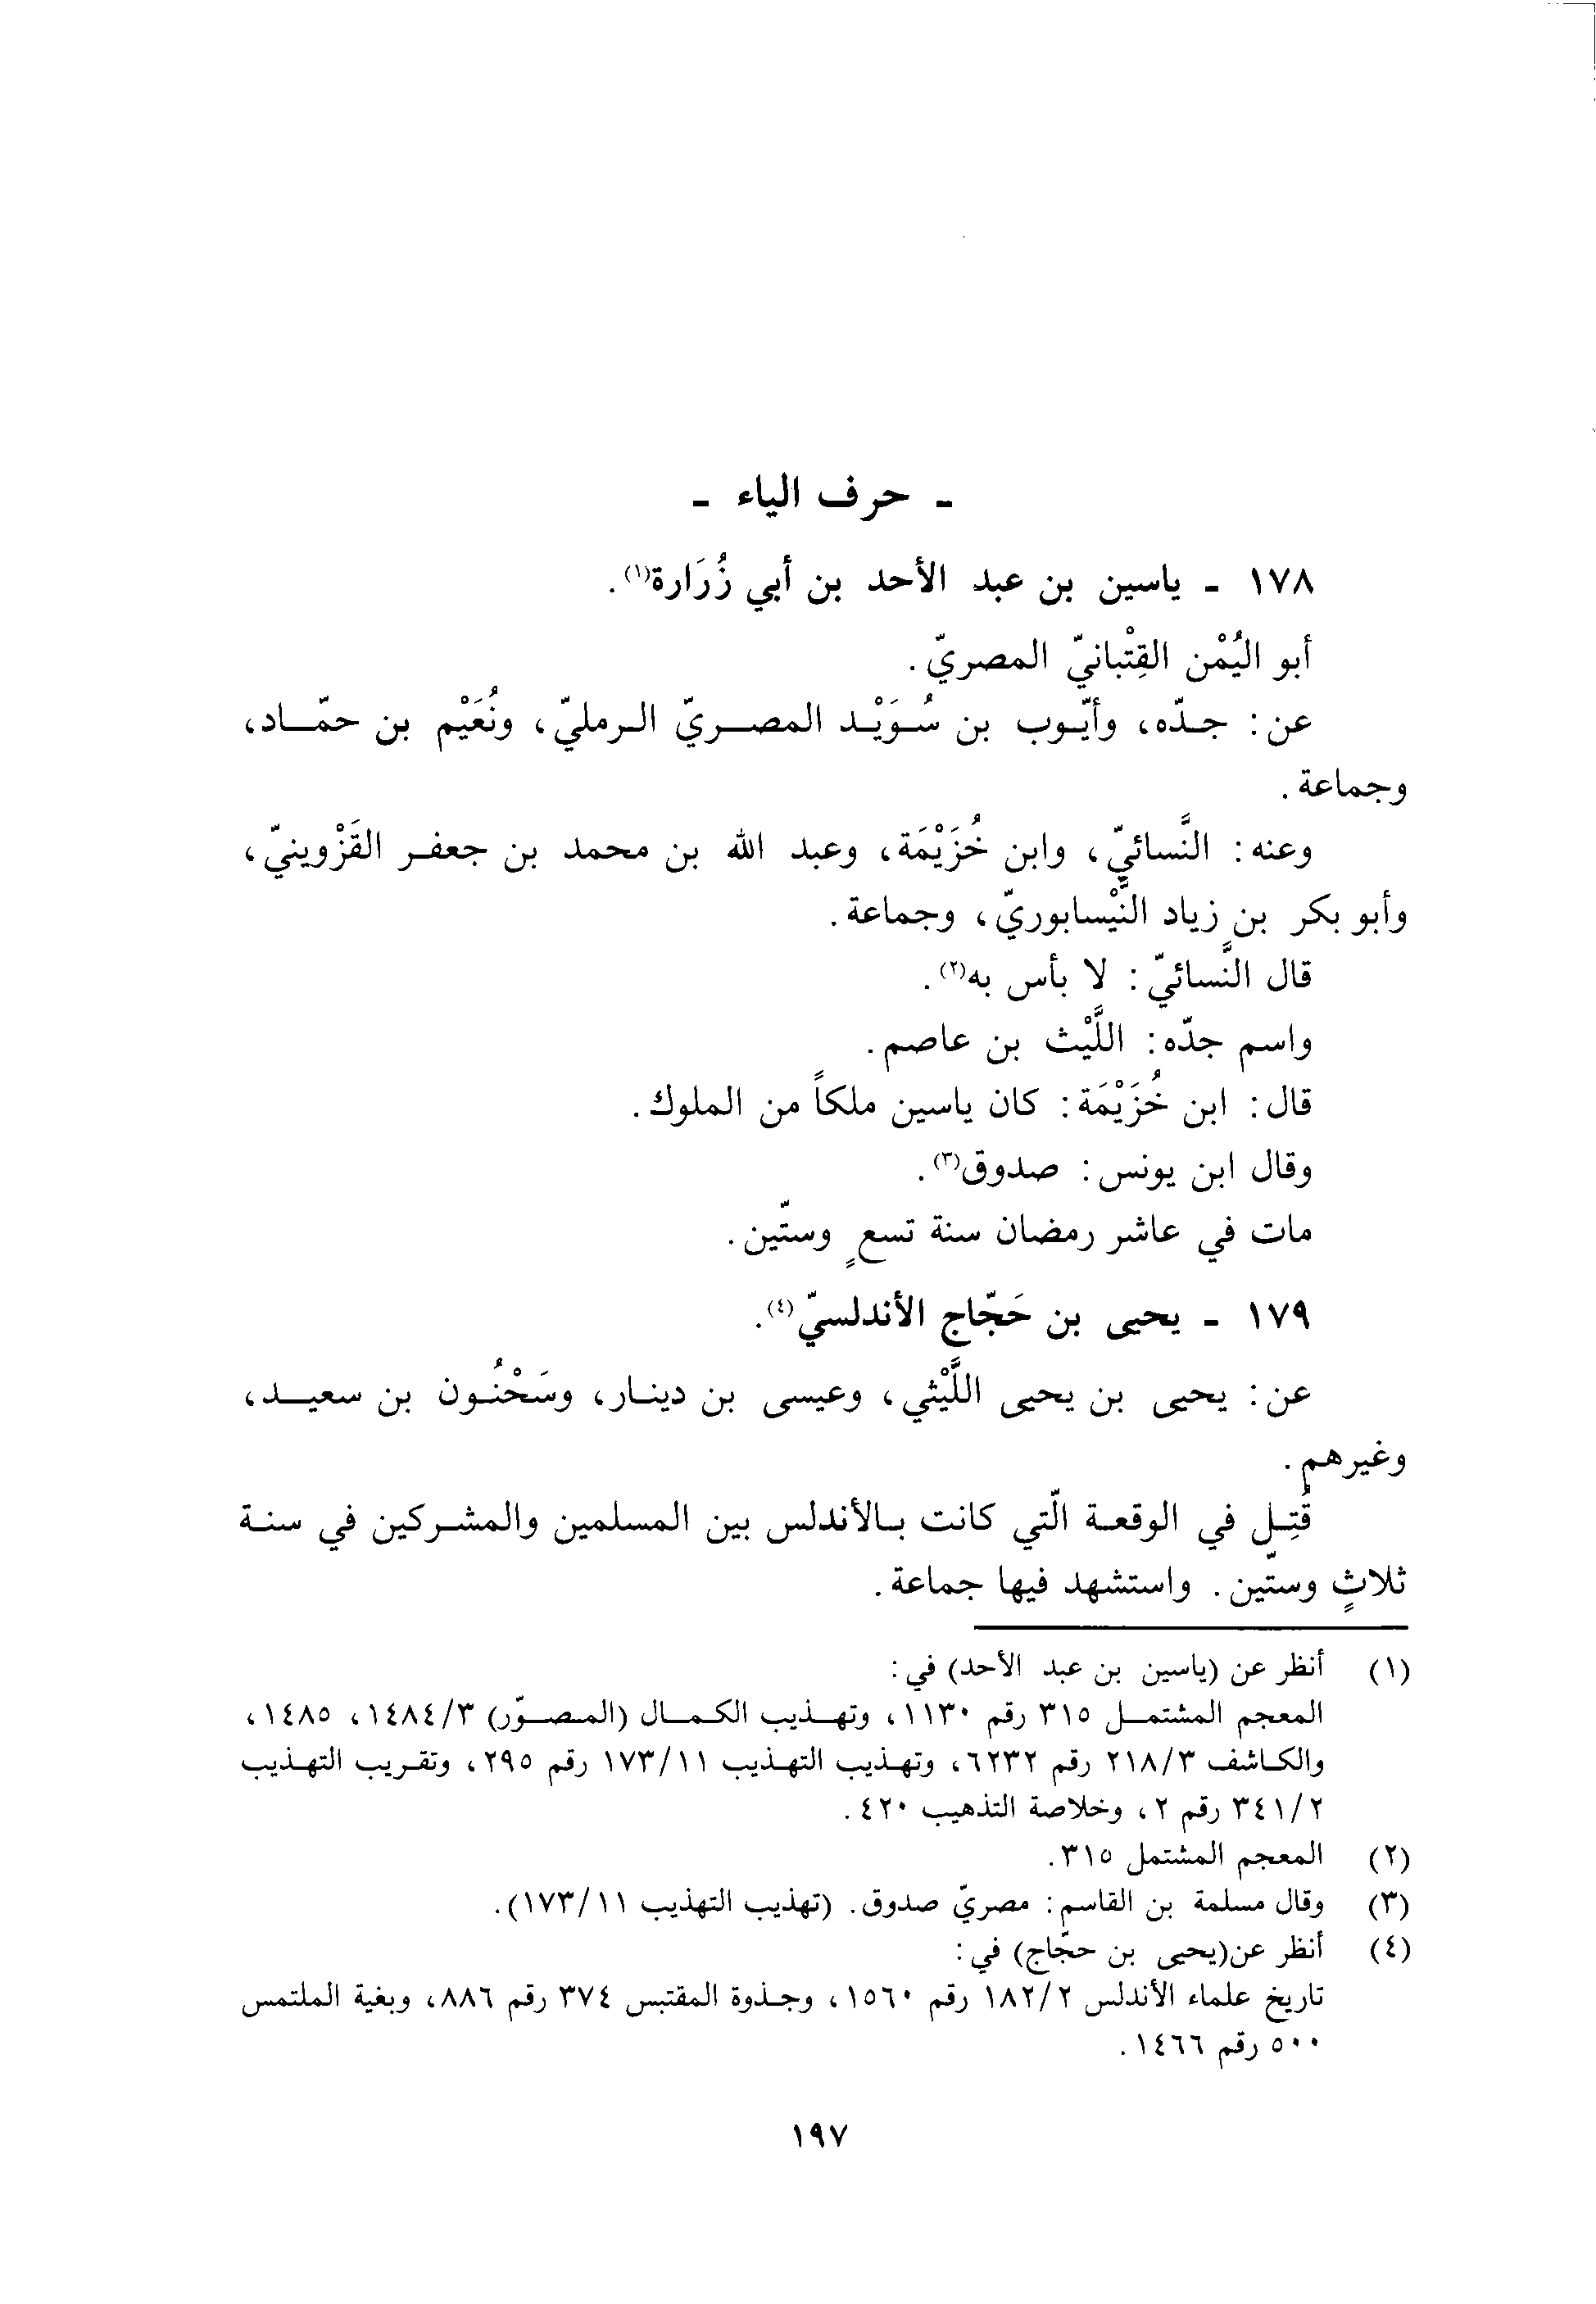 - حرف الياء -
١٧٨ - ياسين بن عبد الأحد بن أبي زُرَارة(١).
أبو اليُمْن القِتْبانيّ المصريّ.
عن: جدّه، وأيّوب بن سُوَيْد المصريّ الرمليّ، ونُعَيْم بن حمّاد،
وجماعة.
وعنه: النَّسائيّ، وابن خُزَيْمَة، وعبد الله بن محمد بن جعفر القَزْوينيّ،
وأبو بكر بن زياد النَّيْسابوريّ، وجماعة.
قال النَّسائيّ: لا بأس به(٢).
واسم جدّه: اللَّيْث بن عاصم.
قال: ابن خُزَيْمَة: كان ياسين ملكاً من الملوك.
وقال ابن يونس: صدوق(٣).
مات في عاشر رمضان سنة تسعٍ وستّين.
١٧٩ - يحيى بن حَجّاج الأندلسيّ(٤).
عن: يحيى بن يحيى اللَّيْثي، وعيسى بن دينار، وسَحْنُون بن سعيد،
وغيرهم.
قُتِل في الوقعة الّتي كانت بالأندلس بين المسلمين والمشركين في سنة
ثلاثٍ وستّين. واستشهد فيها جماعة.
(١) أنظر عن (ياسين بن عبد الأحد) في:
المعجم المشتمل ٣١٥ رقم ١١٣٠، وتهذيب الكمال (المصوّر) ١٤٨٤/٣، ١٤٨٥،
والكاشف ٢١٨/٣ رقم ٦٢٣٢، وتهذيب التهذيب ١٧٣/١١ رقم ٢٩٥، وتقريب التهذيب
٣٤١/٢ رقم ٢، وخلاصة التذهيب ٤٢٠.
(٢) المعجم المشتمل ٣١٥.
(٣) وقال مسلمة بن القاسم: مصريّ صدوق. (تهذيب التهذيب ١٧٣/١١).
(٤) أنظر عن(يحيى بن حجّاج) في:
تاريخ علماء الأندلس ١٨٢/٢ رقم ١٥٦٠، وجذوة المقتبس ٣٧٤ رقم ٨٨٦، وبغية الملتمس
٥٠٠ رقم ١٤٦٦.
١٩٧